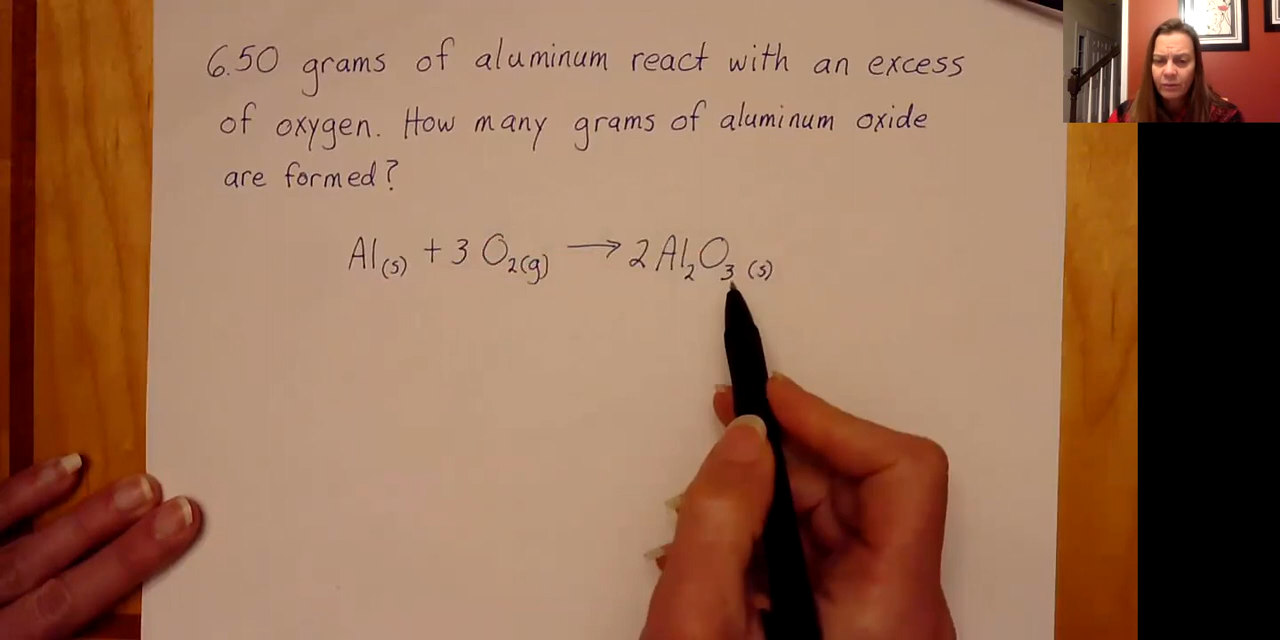 6.50 grams of aluminum react with an excess
of oxygen. How many grams of aluminum oxide
are formed?
Al(s) + 3 O₂(g) → 2 Al₂O₃ (s)